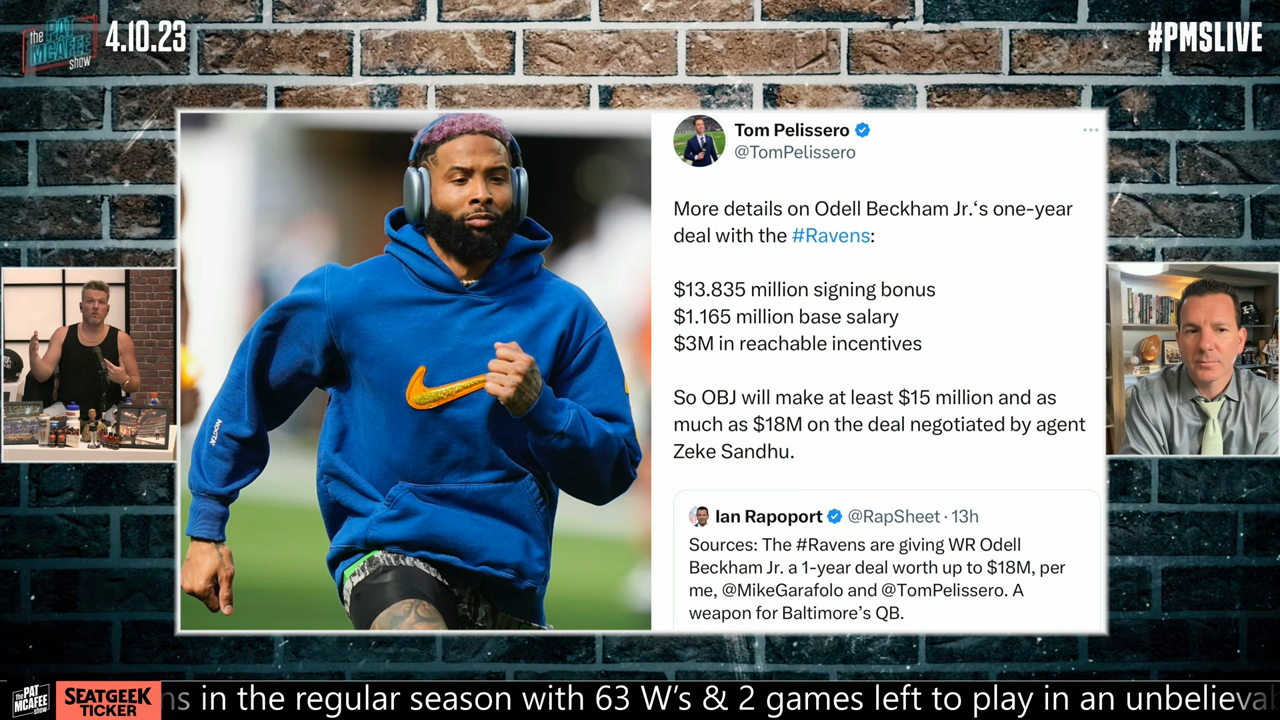 the PAT MCAFEE show
4.10.23
#PMSLIVE
Tom Pelissero
@TomPelissero
More details on Odell Beckham Jr.‘s one-year
deal with the #Ravens:
$13.835 million signing bonus
$1.165 million base salary
$3M in reachable incentives
So OBJ will make at least $15 million and as
much as $18M on the deal negotiated by agent
Zeke Sandhu.
Ian Rapoport @RapSheet · 13h
Sources: The #Ravens are giving WR Odell
Beckham Jr. a 1-year deal worth up to $18M, per
me, @MikeGarafolo and @TomPelissero. A
weapon for Baltimore’s QB.
NOCTA
the PAT MCAFEE show
SEATGEEK
TICKER
ns in the regular season with 63 W’s & 2 games left to play in an unbelieva